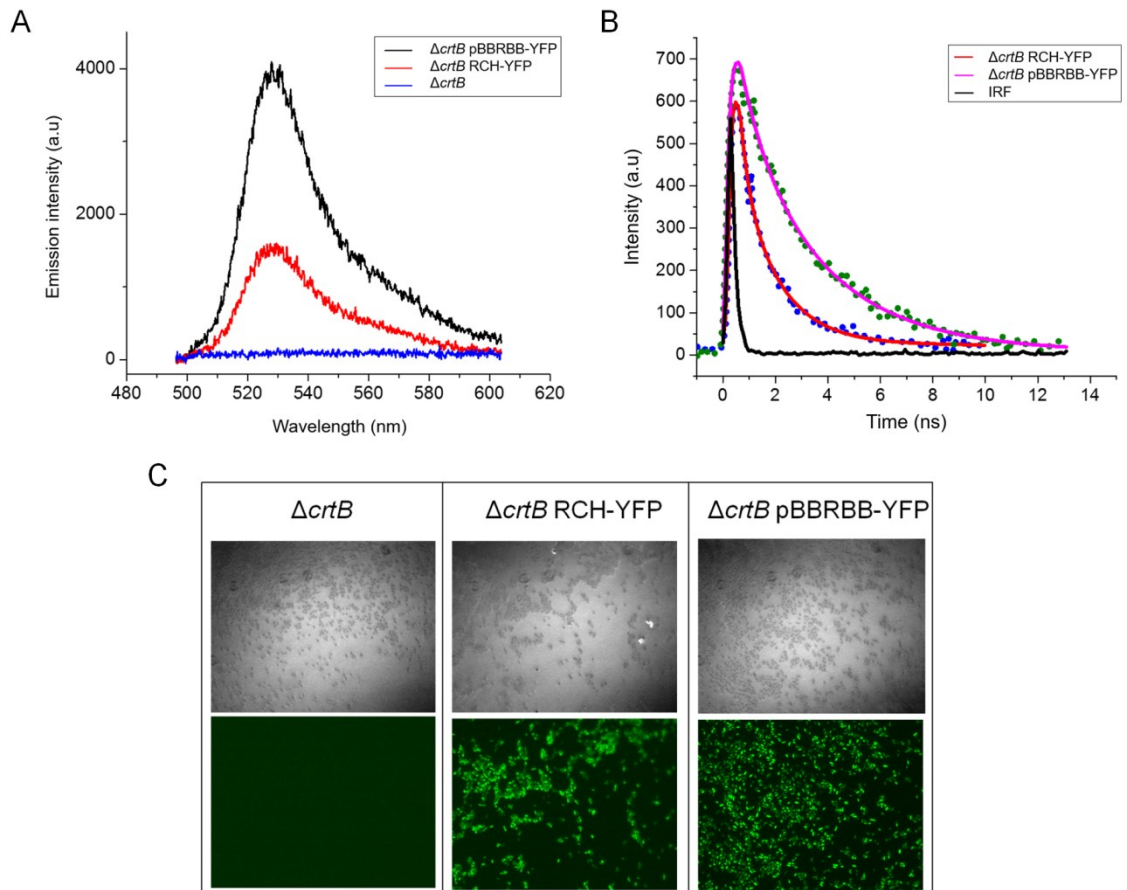 A
ΔcrtB pBBRBB-YFP
ΔcrtB RCH-YFP
ΔcrtB
4000
2000
0
Emission intensity (a.u)
480 500 520 540 560 580 600 620
Wavelength (nm)
B
ΔcrtB RCH-YFP
ΔcrtB pBBRBB-YFP
IRF
700
600
500
400
300
200
100
0
Intensity (a.u)
0 2 4 6 8 10 12 14
Time (ns)
C
ΔcrtB
ΔcrtB RCH-YFP
ΔcrtB pBBRBB-YFP